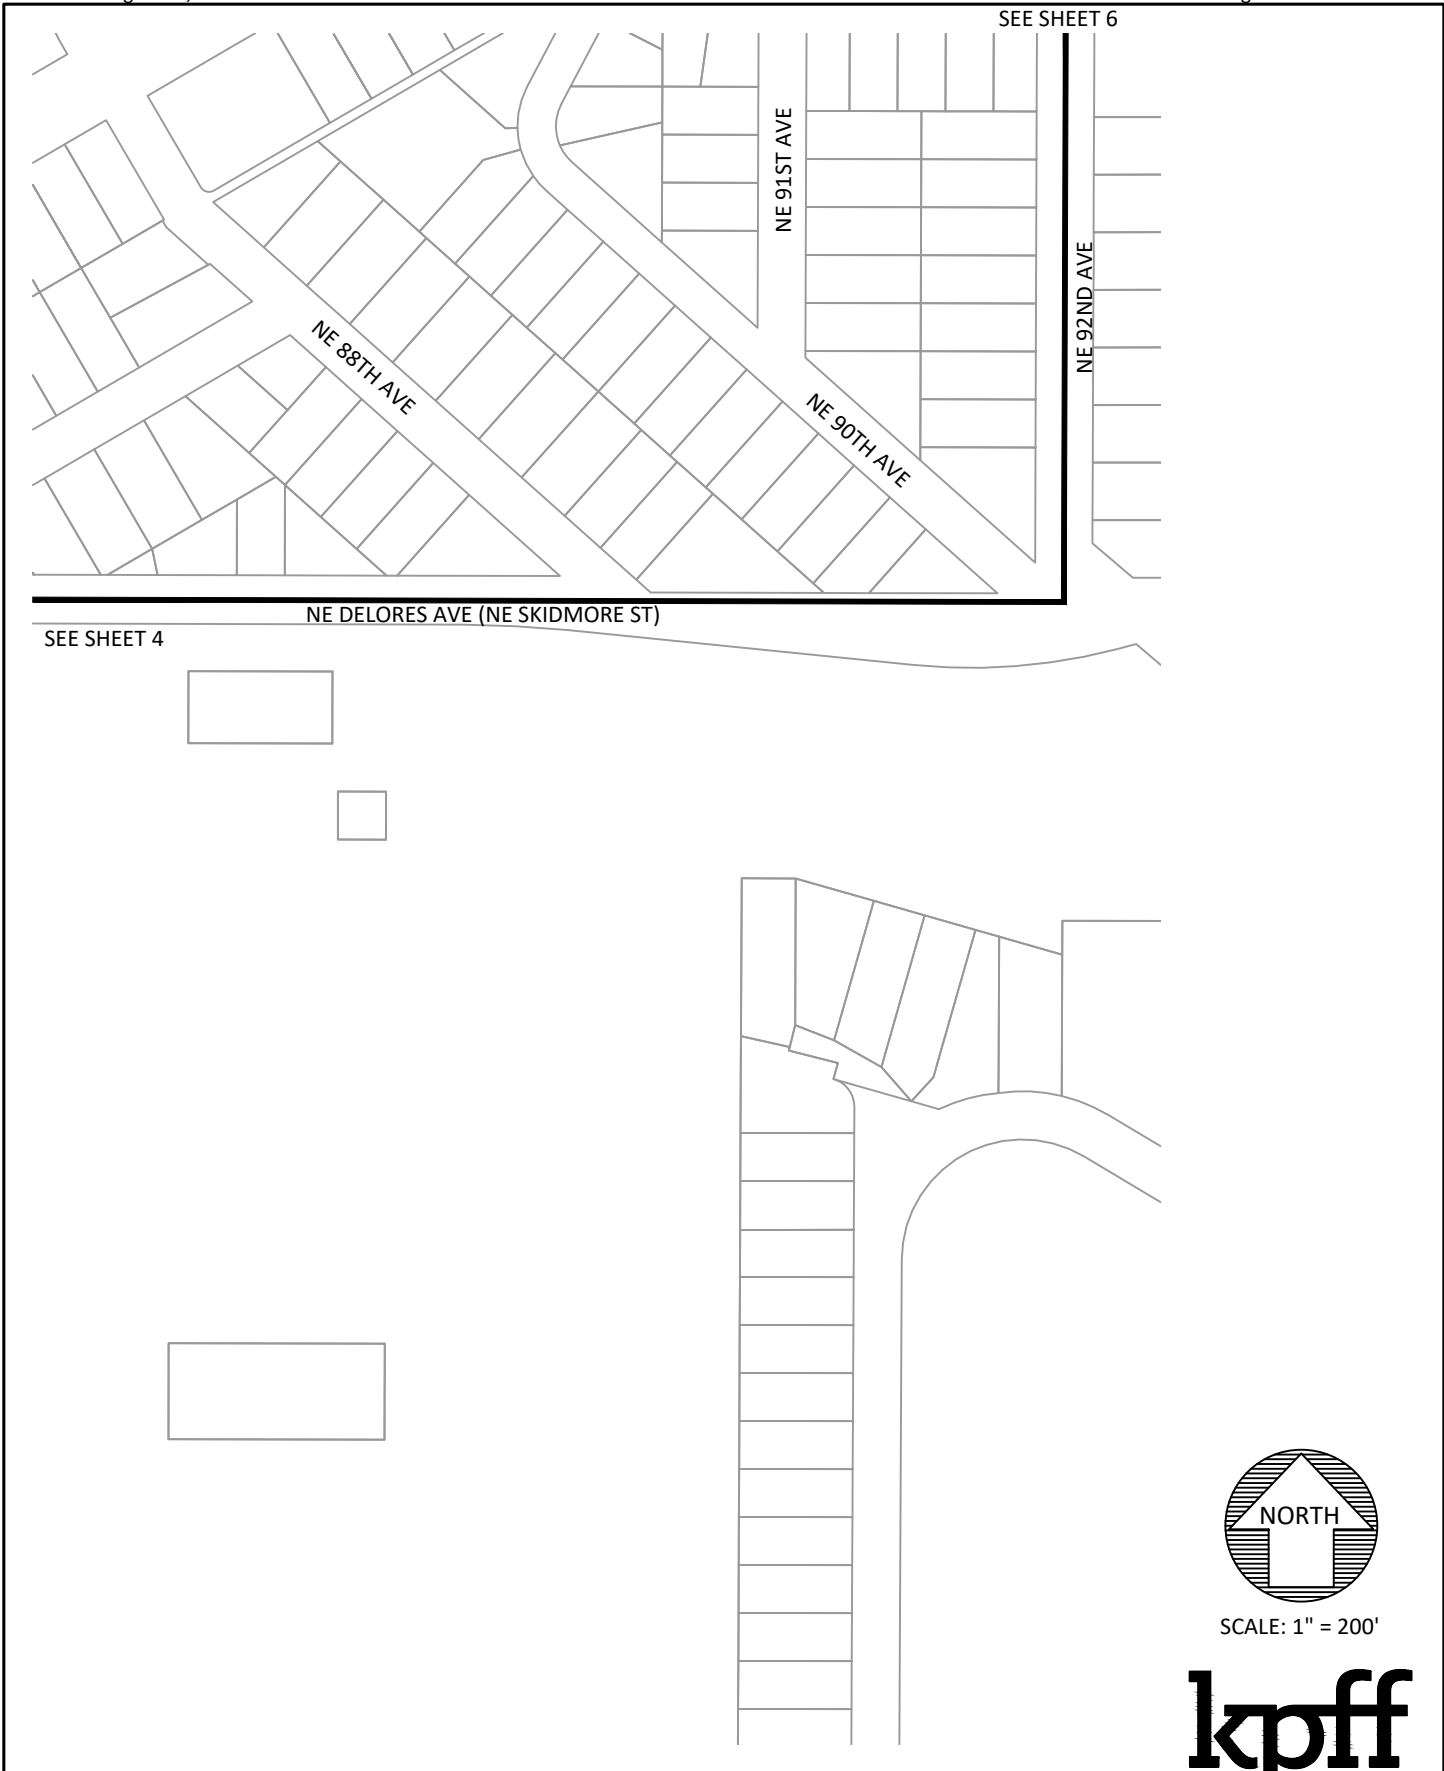 SEE SHEET 6
NE 91ST AVE
NE 92ND AVE
NE 88TH AVE
NE 90TH AVE
NE DELORES AVE (NE SKIDMORE ST)
SEE SHEET 4
NORTH
SCALE: 1" = 200'
kpff